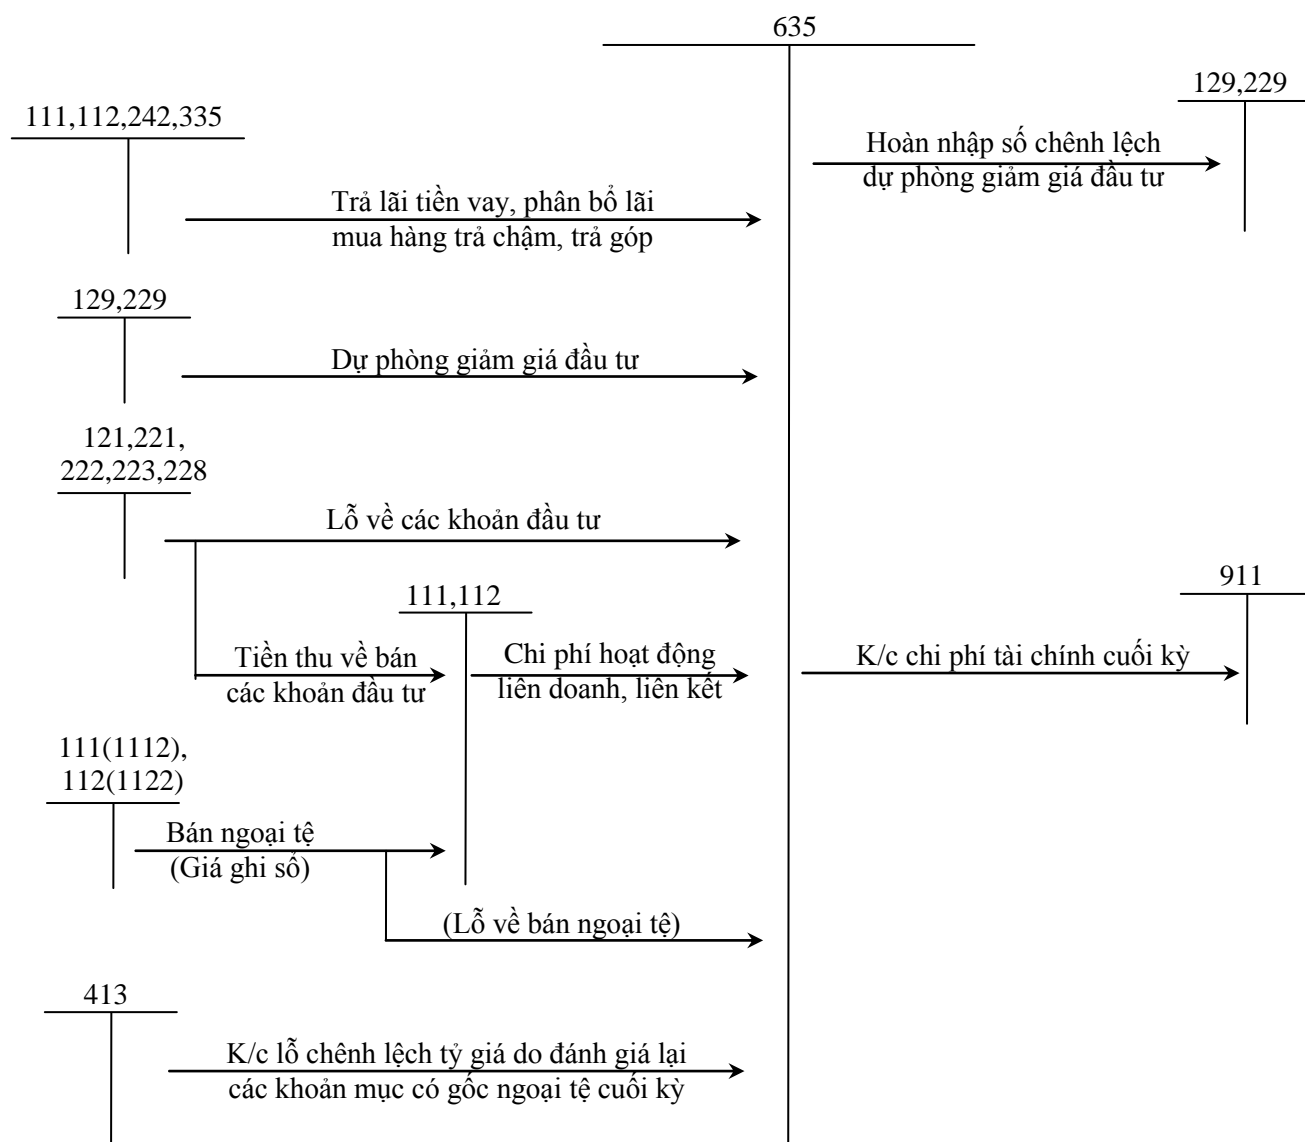 635
129,229
111,112,242,335
Hoàn nhập số chênh lệch
dự phòng giảm giá đầu tư
Trả lãi tiền vay, phân bổ lãi
mua hàng trả chậm, trả góp
129,229
Dự phòng giảm giá đầu tư
121,221,
222,223,228
Lỗ về các khoản đầu tư
111,112
911
Tiền thu về bán
các khoản đầu tư
Chi phí hoạt động
liên doanh, liên kết
K/c chi phí tài chính cuối kỳ
111(1112),
112(1122)
Bán ngoại tệ
(Giá ghi sổ)
(Lỗ về bán ngoại tệ)
413
K/c lỗ chênh lệch tỷ giá do đánh giá lại
các khoản mục có gốc ngoại tệ cuối kỳ